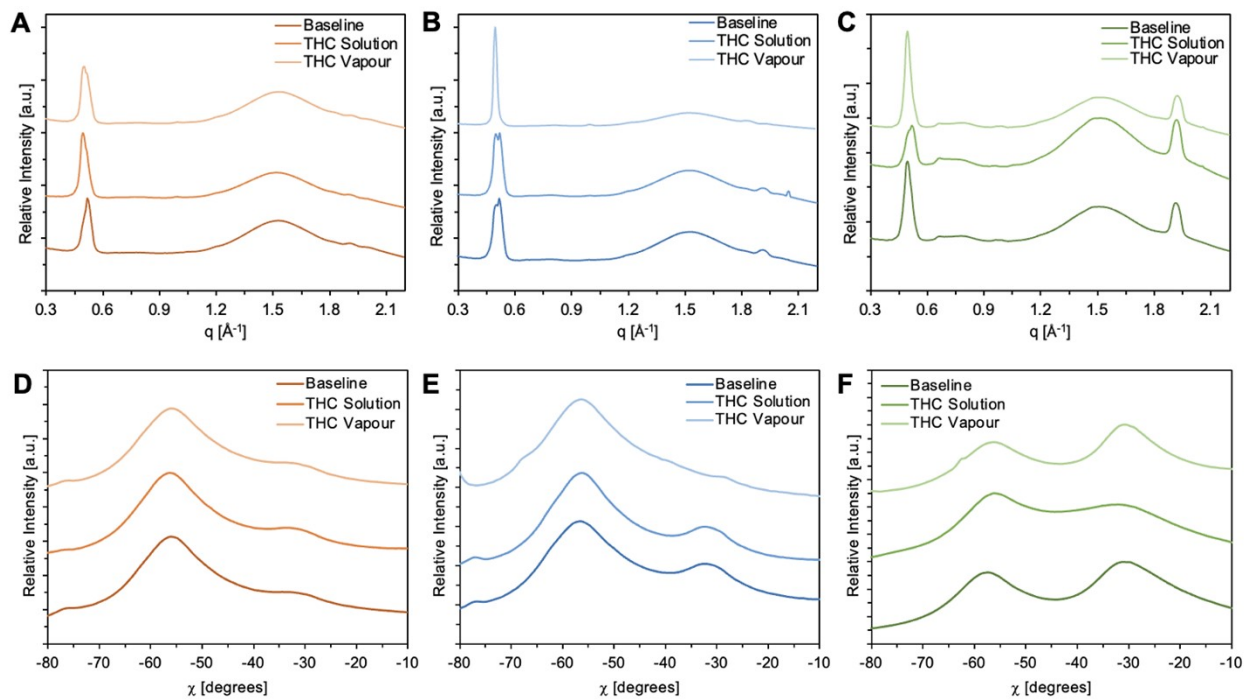 A
Baseline
THC Solution
THC Vapour
Relative Intensity [a.u.]
0.3 0.6 0.9 1.2 1.5 1.8 2.1
q [Å-1]
B
Baseline
THC Solution
THC Vapour
Relative Intensity [a.u.]
0.3 0.6 0.9 1.2 1.5 1.8 2.1
q [Å-1]
C
Baseline
THC Solution
THC Vapour
Relative Intensity [a.u.]
0.3 0.6 0.9 1.2 1.5 1.8 2.1
q [Å-1]
D
Baseline
THC Solution
THC Vapour
Relative Intensity [a.u.]
-80 -70 -60 -50 -40 -30 -20 -10
χ [degrees]
E
Baseline
THC Solution
THC Vapour
Relative Intensity [a.u.]
-80 -70 -60 -50 -40 -30 -20 -10
χ [degrees]
F
Baseline
THC Solution
THC Vapour
Relative Intensity [a.u.]
-80 -70 -60 -50 -40 -30 -20 -10
χ [degrees]